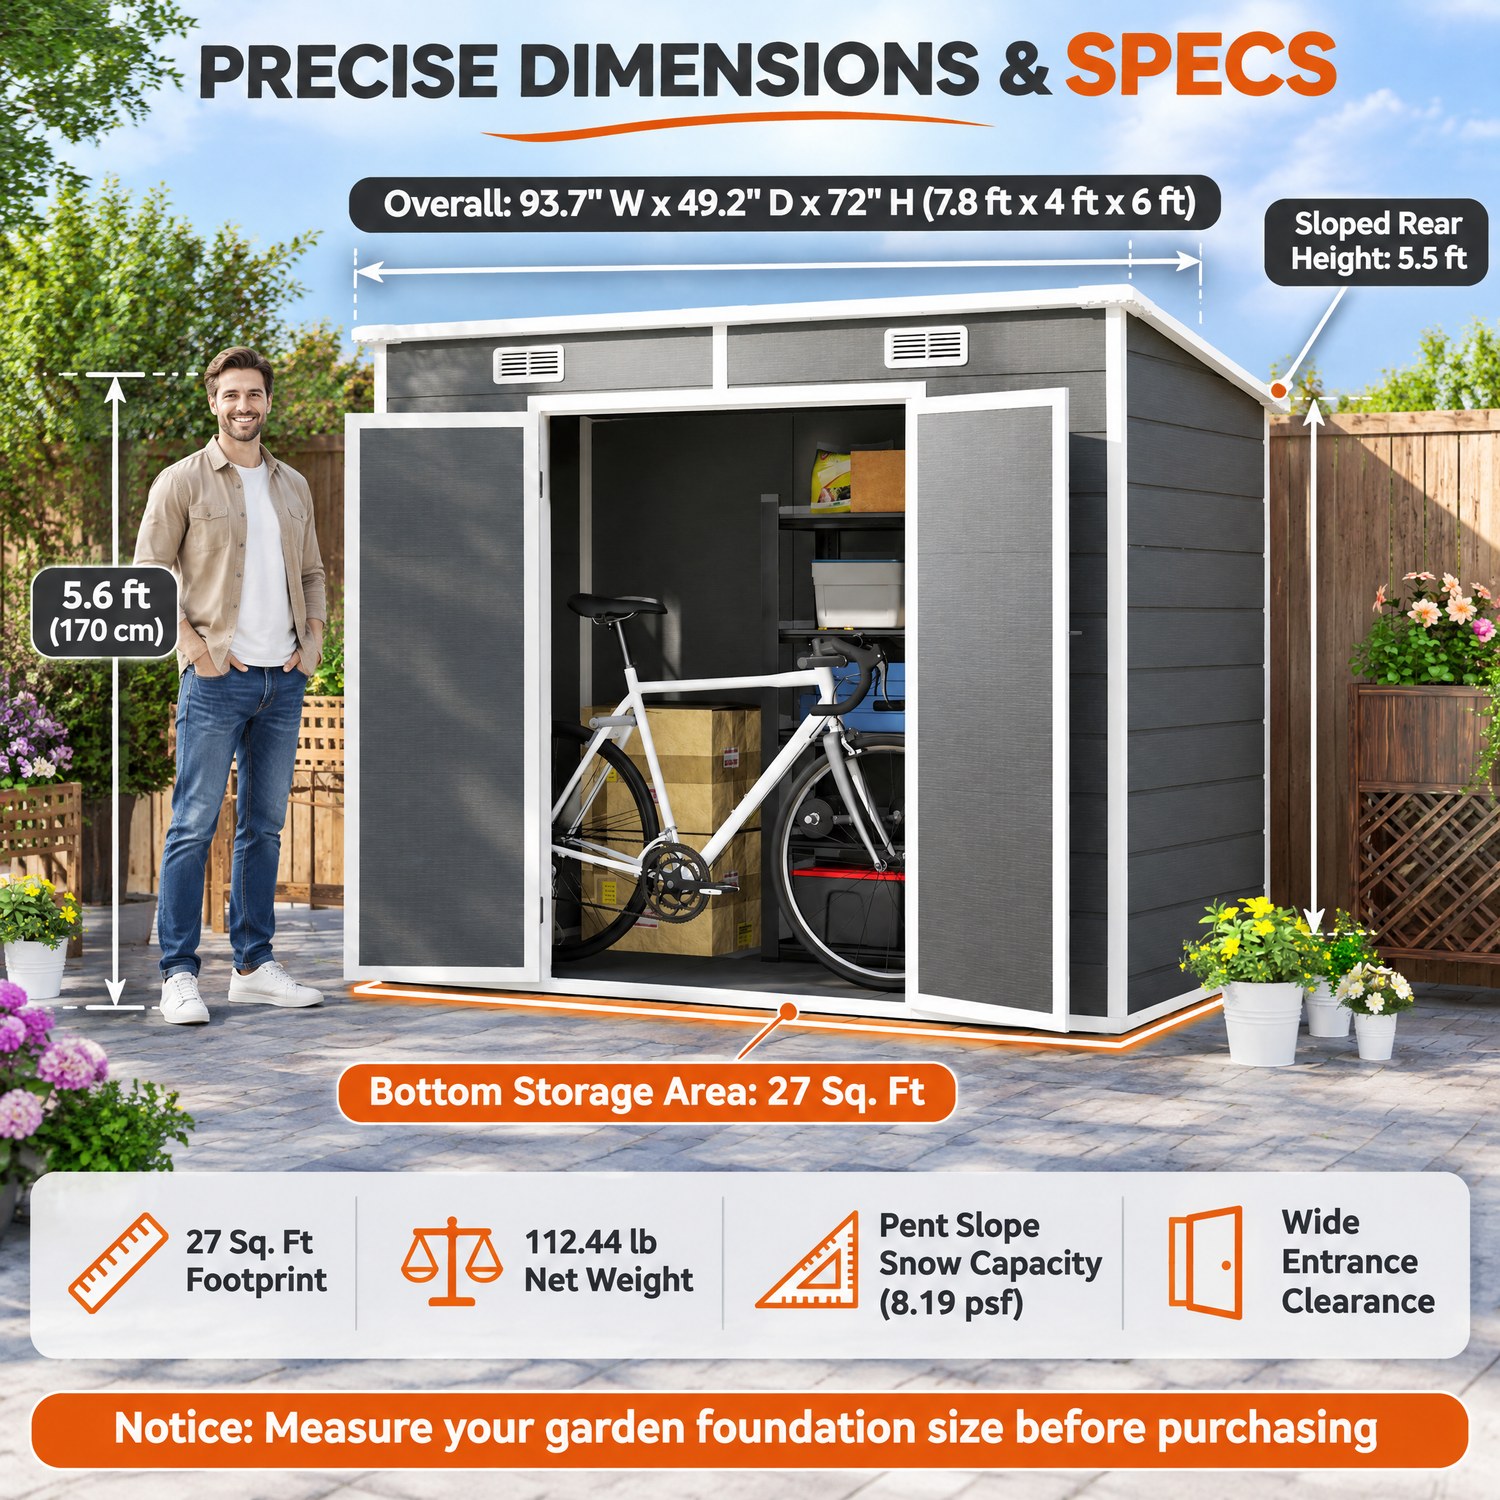 PRECISE DIMENSIONS & SPECS
Overall: 93.7" W x 49.2" D x 72" H (7.8 ft x 4 ft x 6 ft)
Sloped Rear
Height: 5.5 ft
5.6 ft
(170 cm)
Bottom Storage Area: 27 Sq. Ft
27 Sq. Ft
Footprint
112.44 lb
Net Weight
Pent Slope
Snow Capacity
(8.19 psf)
Wide
Entrance
Clearance
Notice: Measure your garden foundation size before purchasing